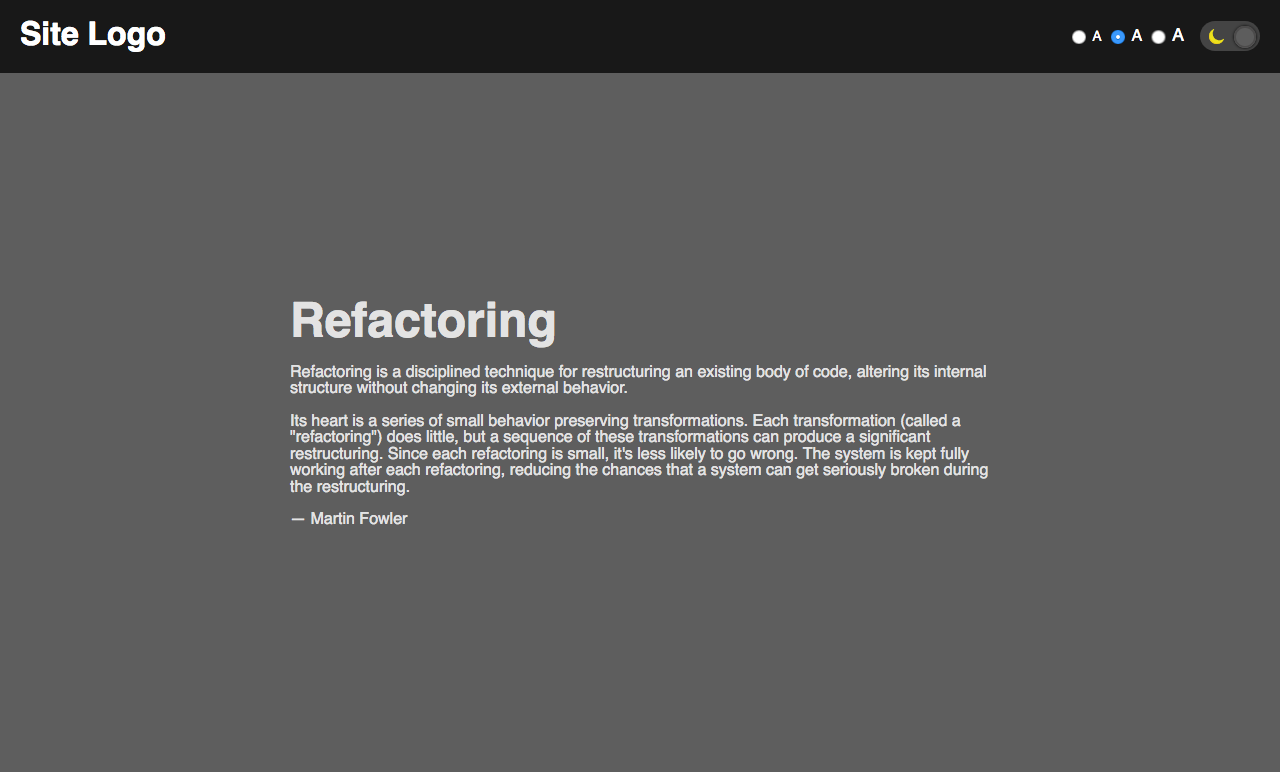 Site Logo
A A A
Refactoring
Refactoring is a disciplined technique for restructuring an existing body of code, altering its internal
structure without changing its external behavior.
Its heart is a series of small behavior preserving transformations. Each transformation (called a
"refactoring") does little, but a sequence of these transformations can produce a significant
restructuring. Since each refactoring is small, it's less likely to go wrong. The system is kept fully
working after each refactoring, reducing the chances that a system can get seriously broken during
the restructuring.
— Martin Fowler